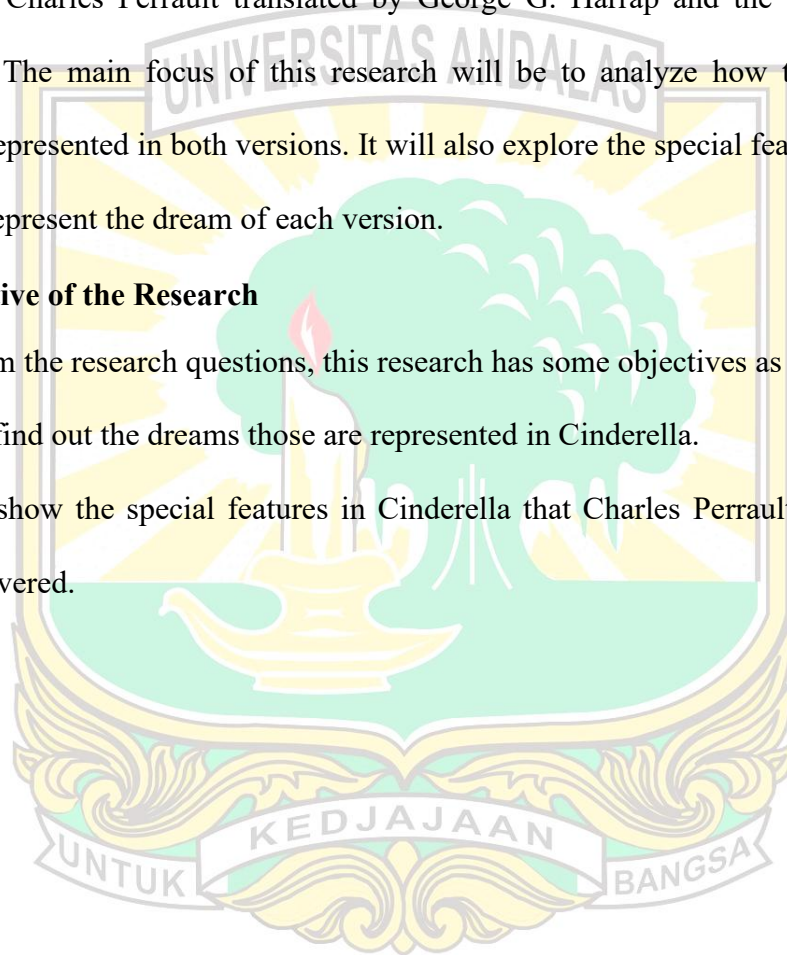 Charles Perrault translated by George G. Harrap and the
UNIVERSITAS ANDALAS
The main focus of this research will be to analyze how
epresented in both versions. It will also explore the special fea
epresent the dream of each version.
ive of the Research
m the research questions, this research has some objectives as
find out the dreams those are represented in Cinderella.
show the special features in Cinderella that Charles Perrault
vered.
KEDJAJAAN
UNTUK
BANGSA